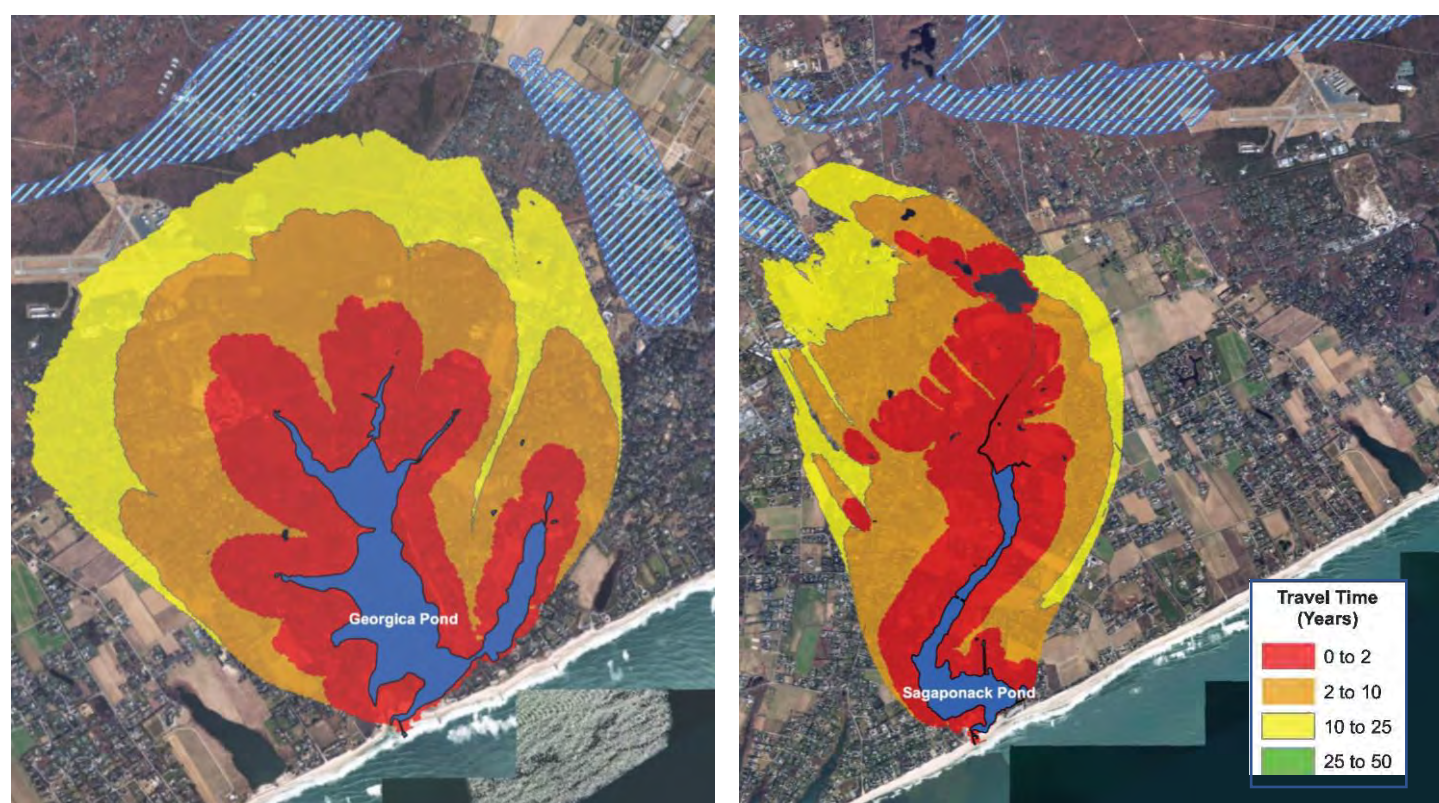 Georgica Pond
Sagaponack Pond
Travel Time
(Years)
0 to 2
2 to 10
10 to 25
25 to 50